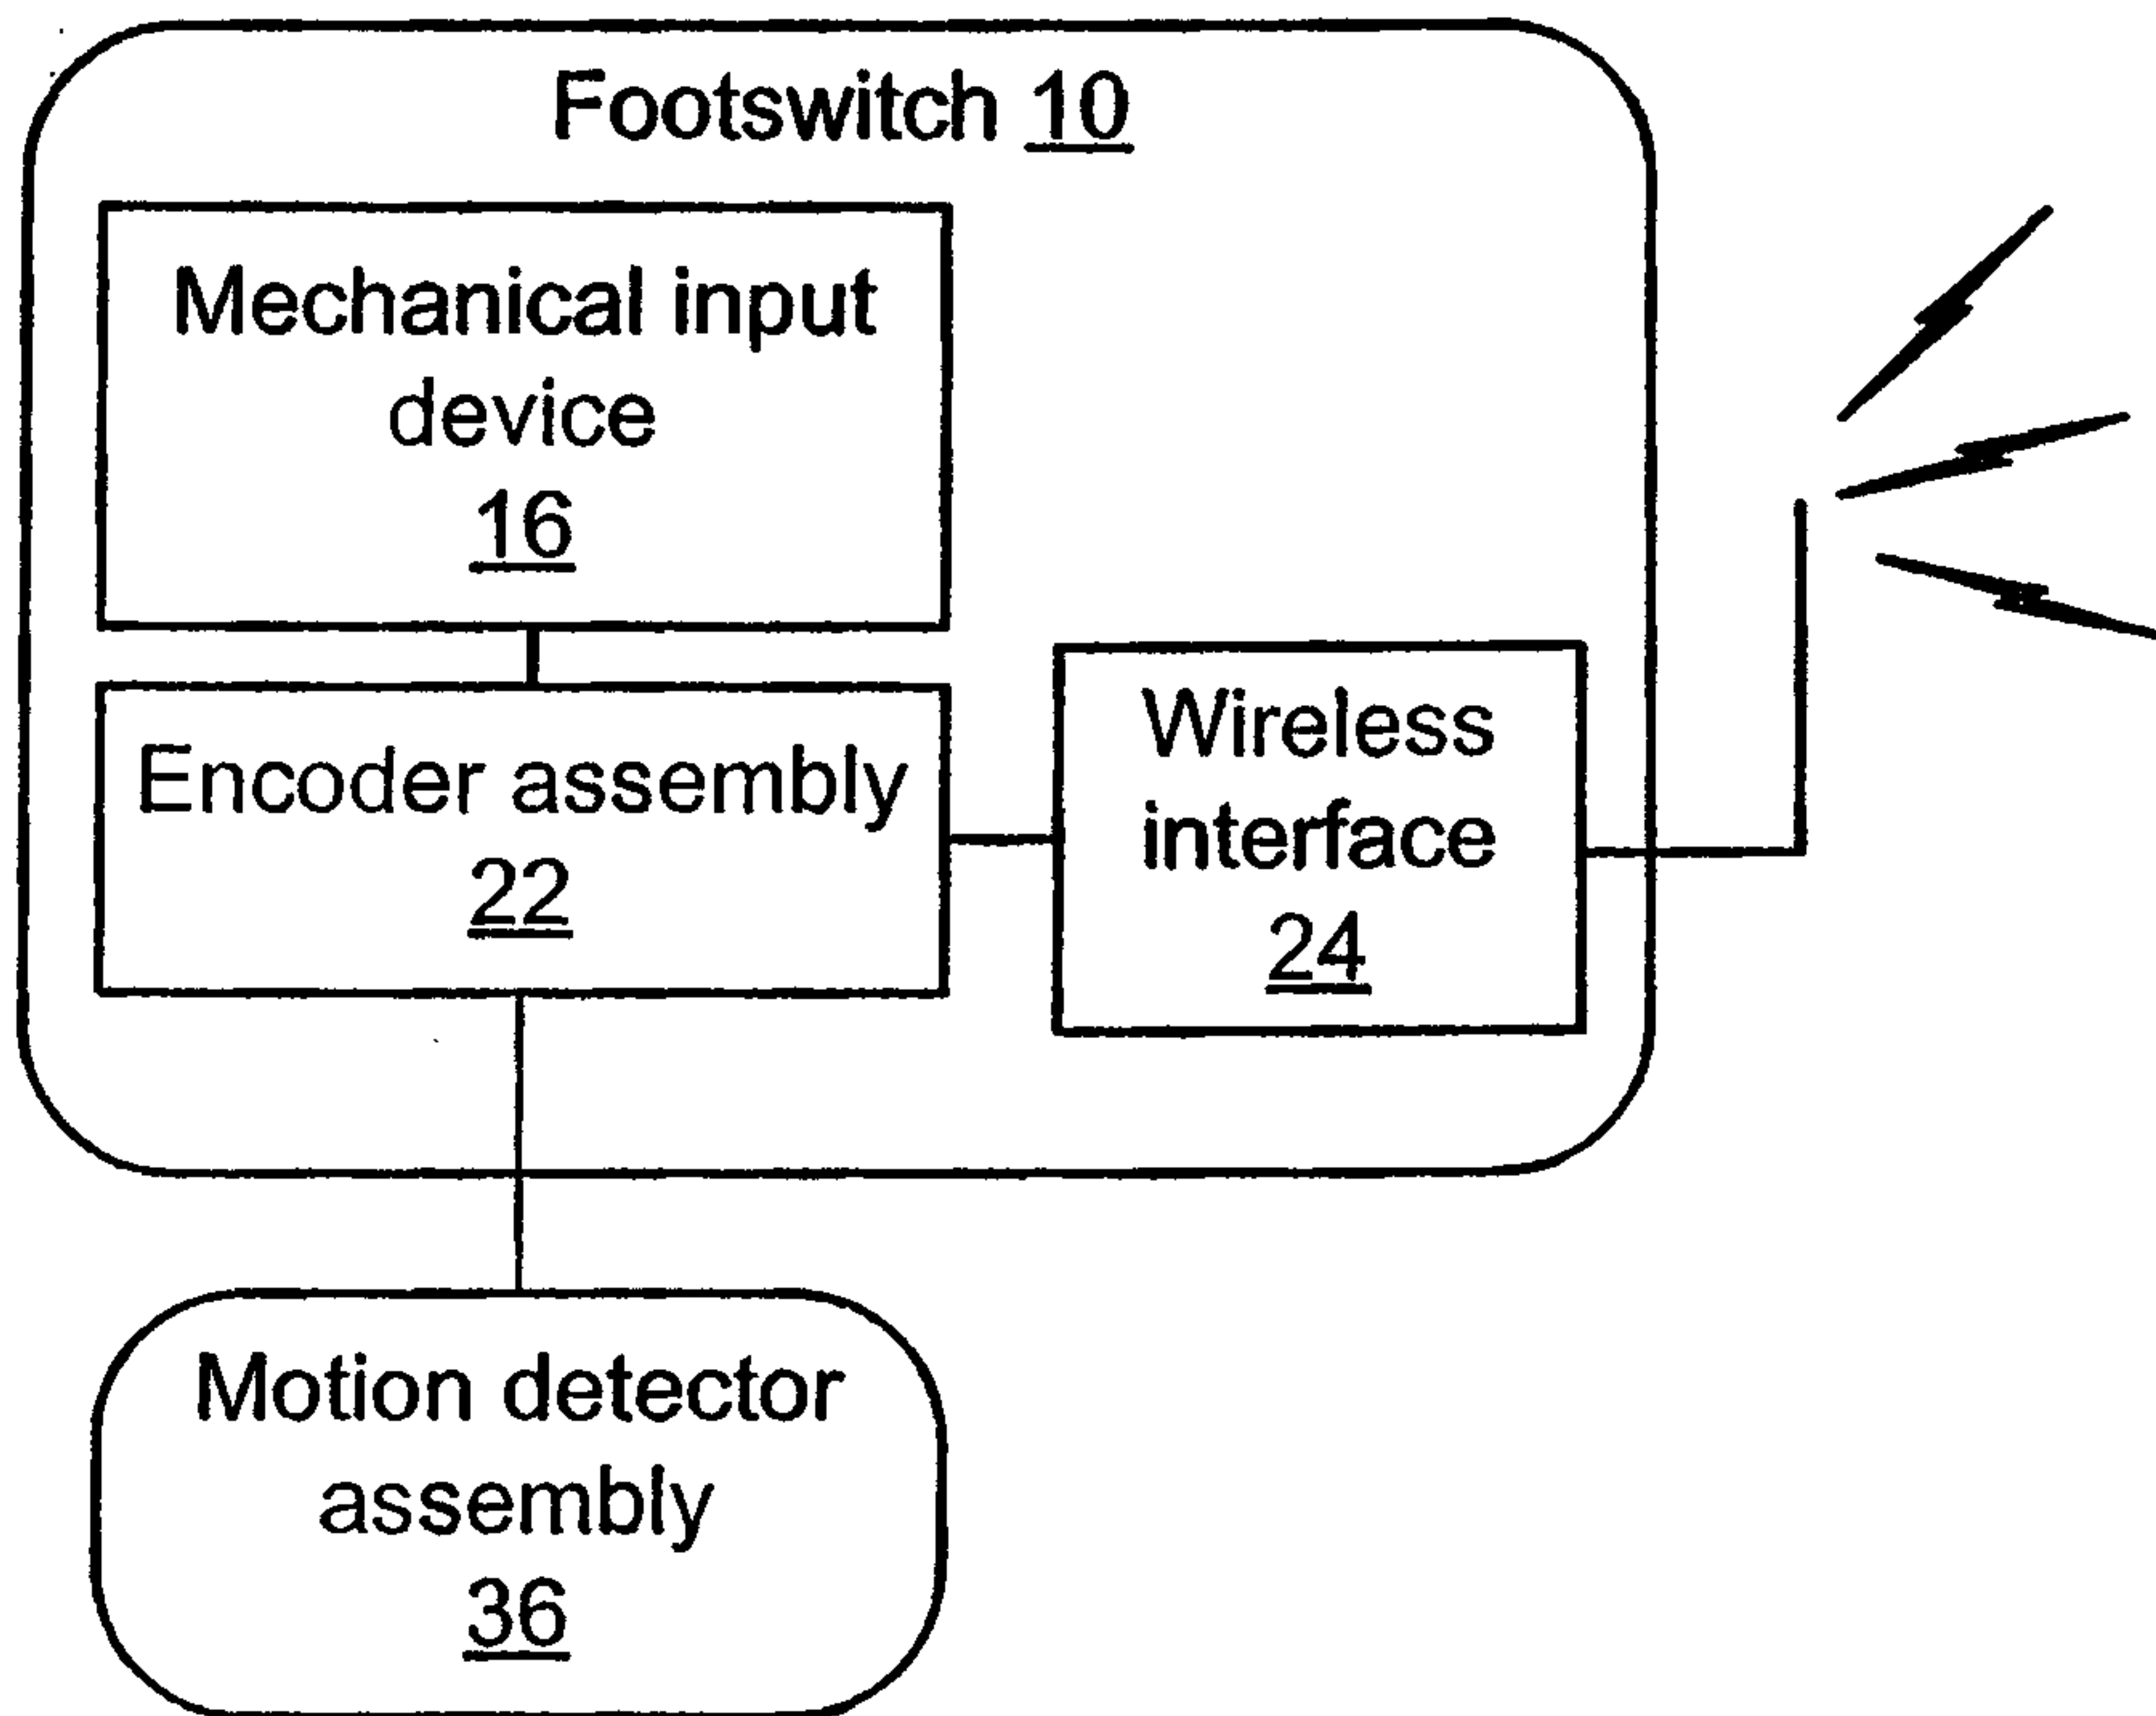 Footswitch 10
Mechanical input
device
16
Encoder assembly
22
Wireless
interface
24
Motion detector
assembly
36